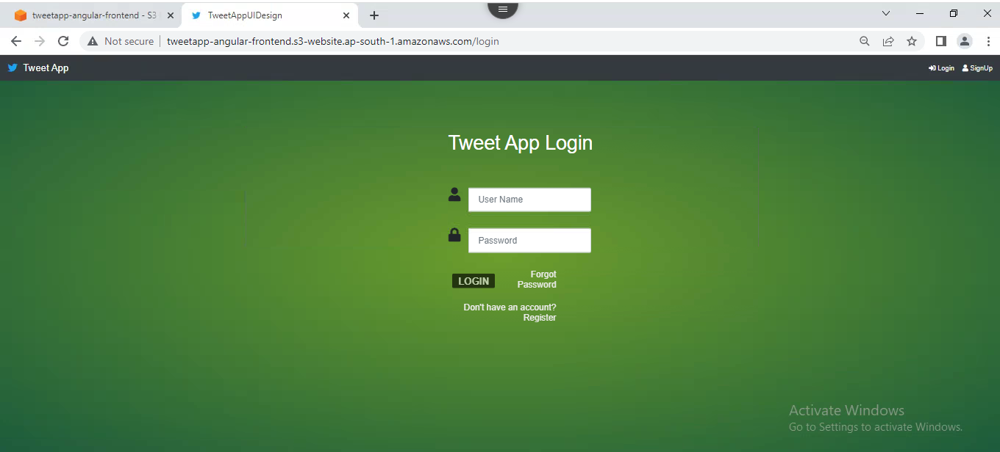 tweetapp-angular-frontend - S3
TweetAppUIDesign
Not secure
tweetapp-angular-frontend.s3-website.ap-south-1.amazonaws.com/login
Tweet App
Login
SignUp
Tweet App Login
User Name
Password
LOGIN
Forgot
Password
Don't have an account?
Register
Activate Windows
Go to Settings to activate Windows.